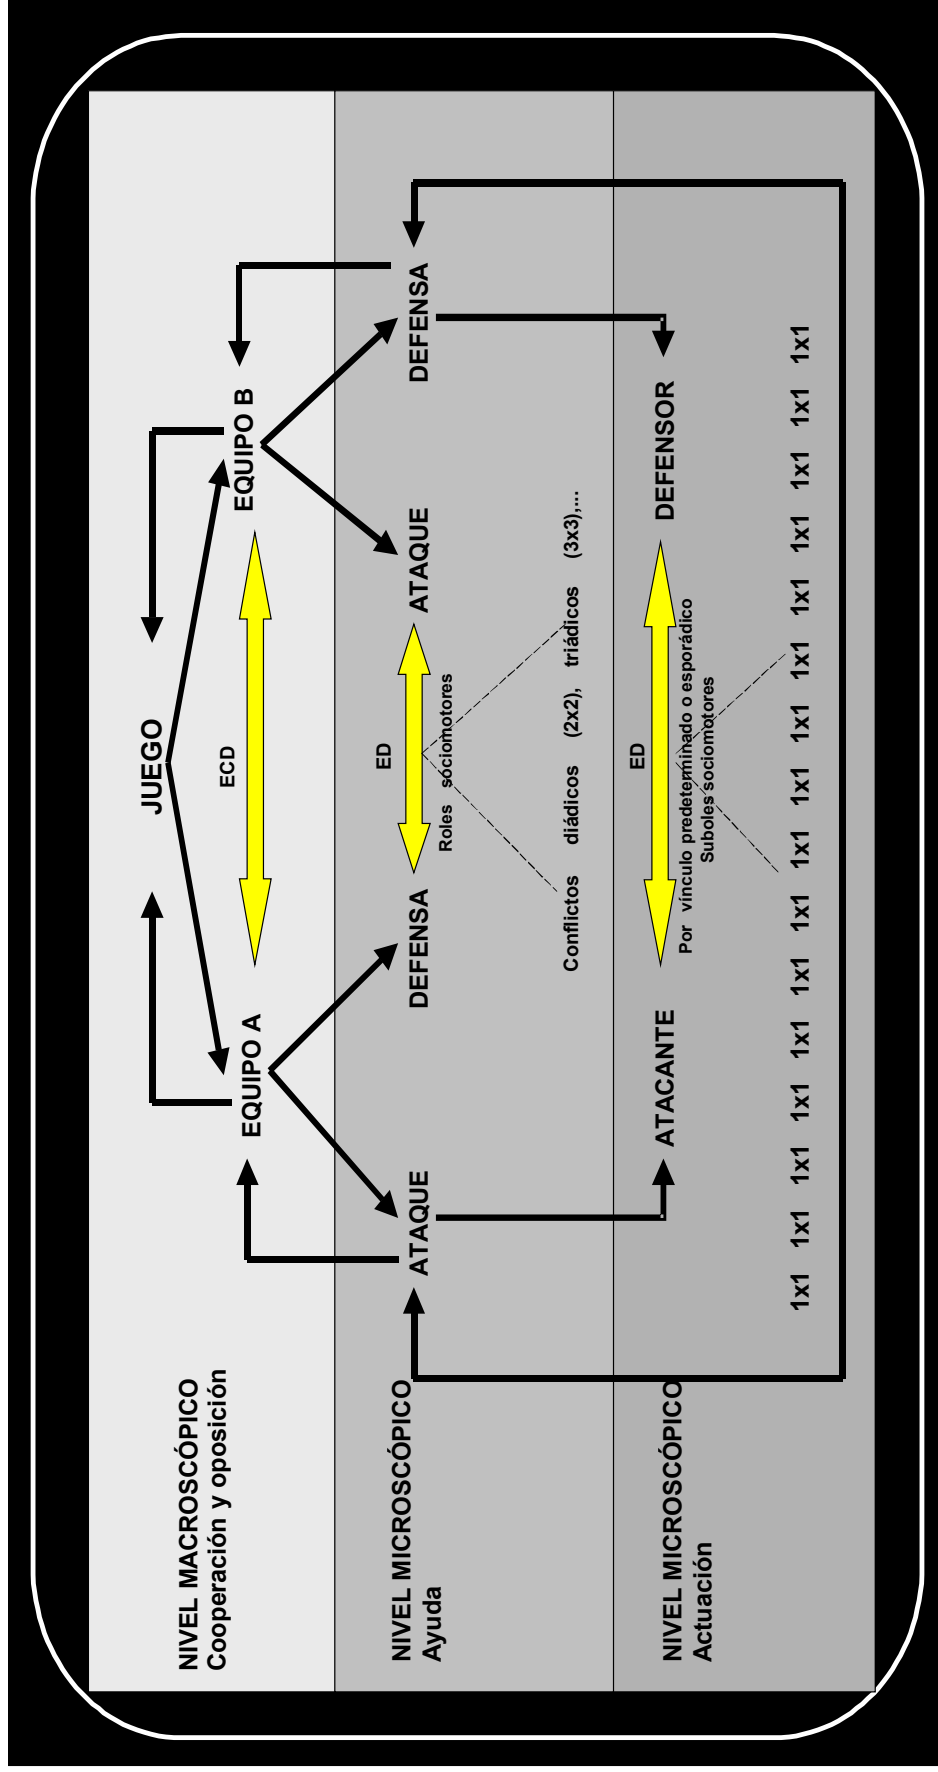 NIVEL MACROSCÓPICO
Cooperación y oposición
JUEGO
EQUIPO A
ECD
EQUIPO B
NIVEL MICROSCÓPICO
Ayuda
ATAQUE
DEFENSA
ED
Roles sociomotores
ATAQUE
DEFENSA
Conflictos diádicos (2x2), triádicos (3x3),...
NIVEL MICROSCÓPICO
Actuación
ATACANTE
ED
Por vínculo predeterminado o esporádico
Suboles sociomotores
DEFENSOR
1x1 1x1 1x1 1x1 1x1 1x1 1x1 1x1 1x1 1x1 1x1 1x1 1x1 1x1 1x1 1x1